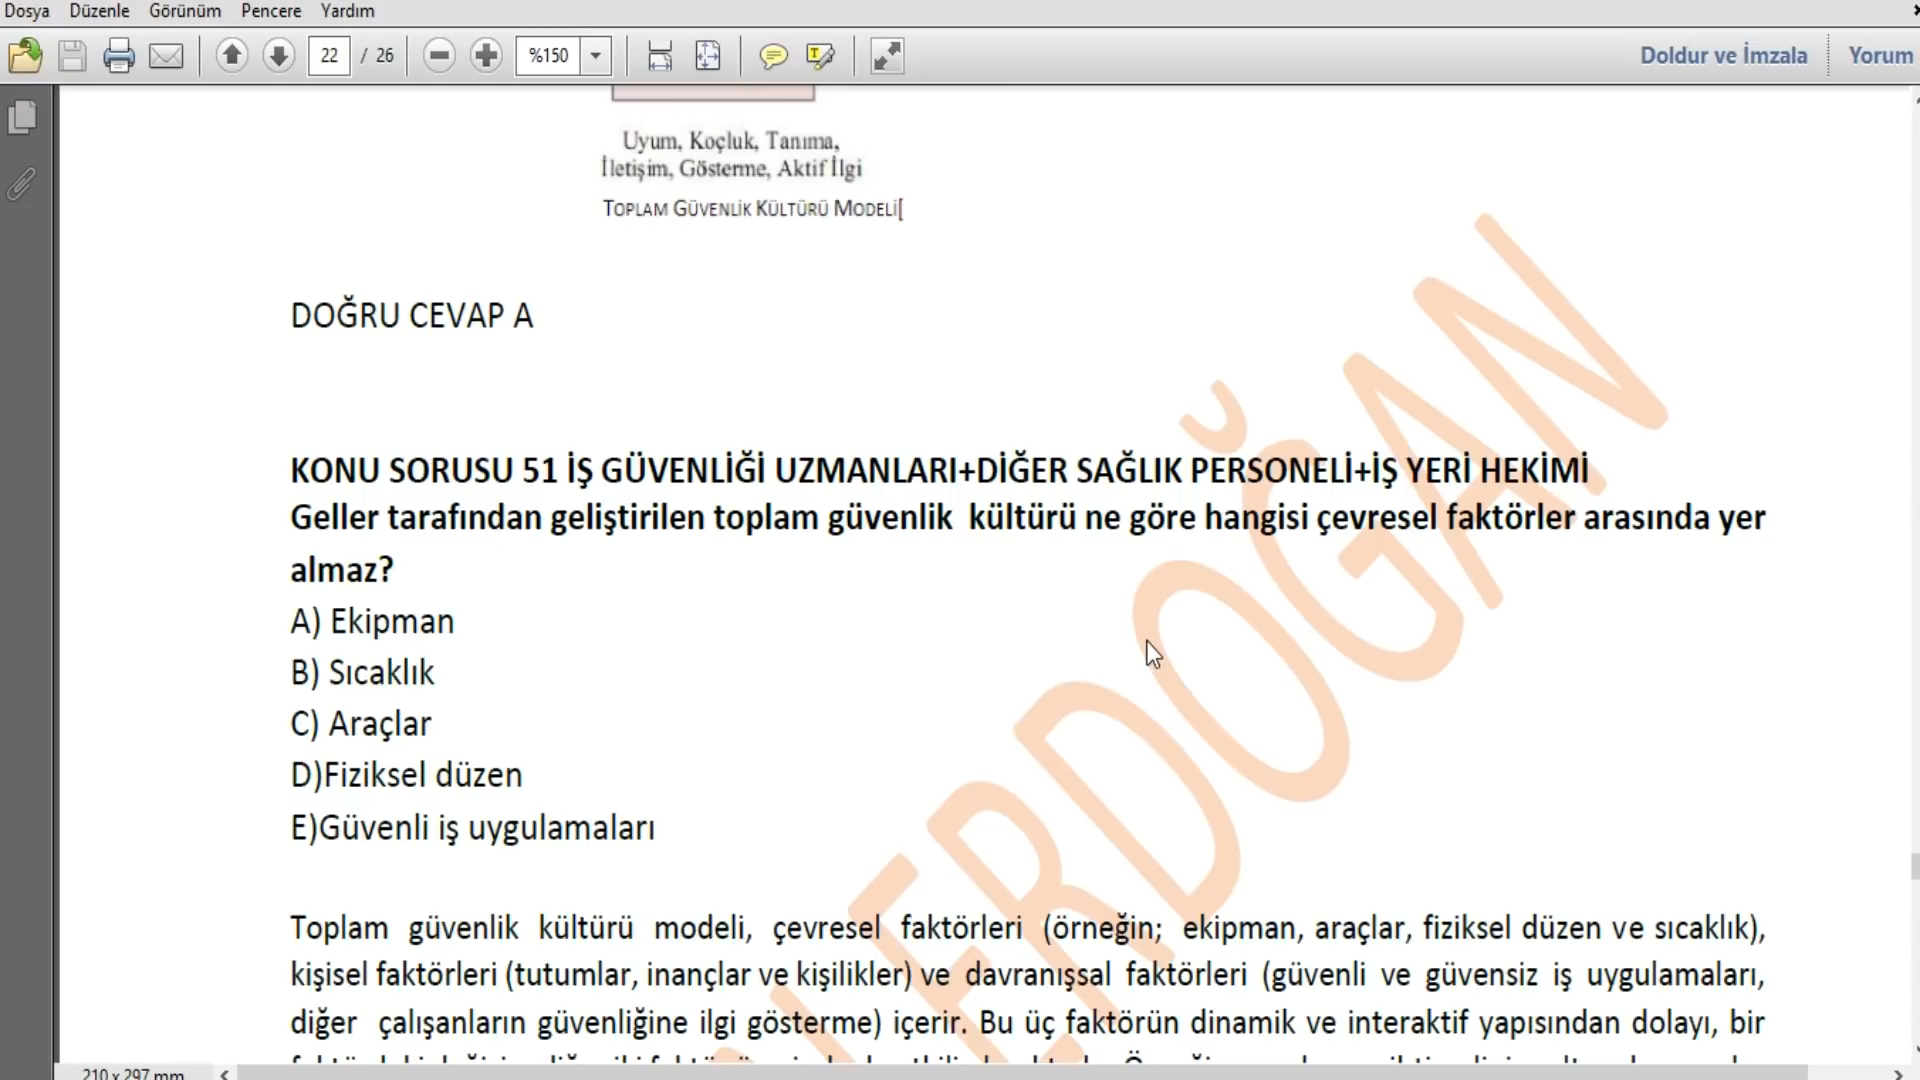 Dosya Düzenle Görünüm Pencere Yardım
22 / 26 %150 Doldur ve İmzala Yorum
Uyum, Koçluk, Tanıma,
İletişim, Gösterme, Aktif İlgi
TOPLAM GÜVENLİK KÜLTÜRÜ MODELİ[
DOĞRU CEVAP A
KONU SORUSU 51 İŞ GÜVENLİĞİ UZMANLARI+DİĞER SAĞLIK PERSONELİ+İŞ YERİ HEKİMİ
Geller tarafından geliştirilen toplam güvenlik kültürü ne göre hangisi çevresel faktörler arasında yer
almaz?
A) Ekipman
B) Sıcaklık
C) Araçlar
D)Fiziksel düzen
E)Güvenli iş uygulamaları
Toplam güvenlik kültürü modeli, çevresel faktörleri (örneğin; ekipman, araçlar, fiziksel düzen ve sıcaklık),
kişisel faktörleri (tutumlar, inançlar ve kişilikler) ve davranışsal faktörleri (güvenli ve güvensiz iş uygulamaları,
diğer çalışanların güvenliğine ilgi gösterme) içerir. Bu üç faktörün dinamik ve interaktif yapısından dolayı, bir
ERDOĞAN
210 x 297 mm